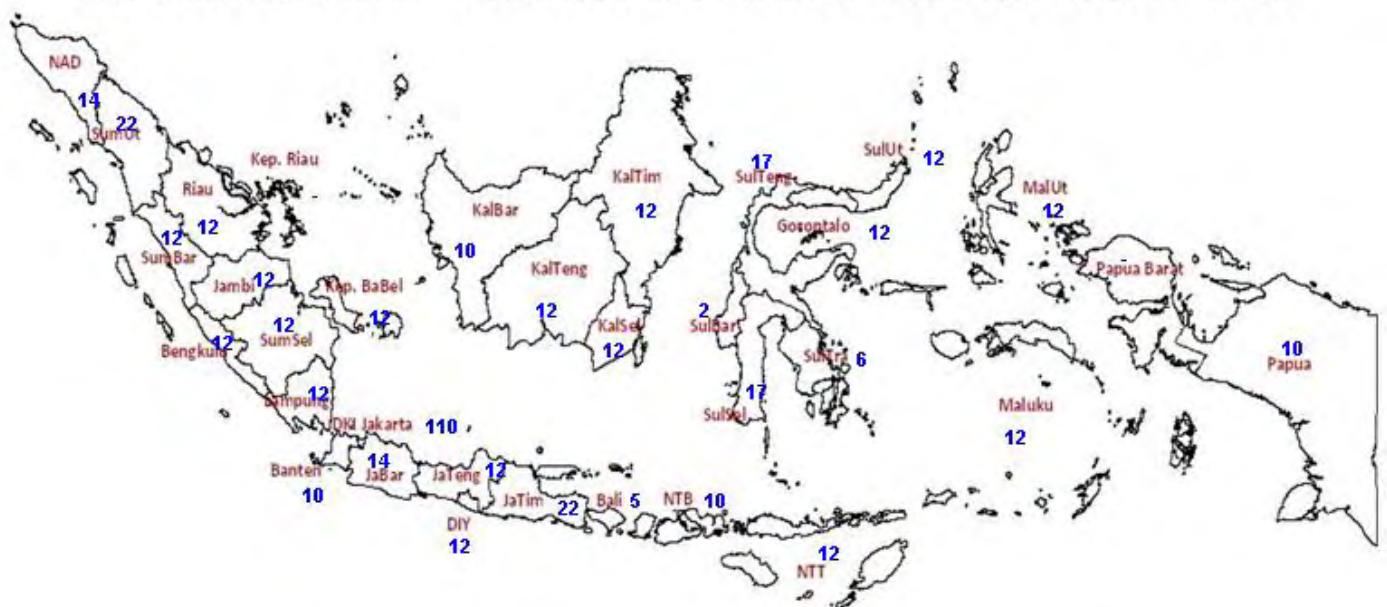 NAD
14
22
SumUt
Kep. Riau
Riau
12
12
SumBar
Jambi
12
Kep. BaBel
12
12
SumSel
Bengkulu
12
12
Lampung
DKI Jakarta
110
Banten
10
14
JaBar
JaTeng
12
JaTim
22
DIY
12
Bali
5
NTB
10
12
NTT
KalBar
10
KalTim
12
KalTeng
12
KalSel
12
17
SulTeng
SulUt
12
Gorontalo
12
2
SulBar
SulTra
6
17
SulSel
MalUt
12
Papua Barat
-
10
Papua
Maluku
12